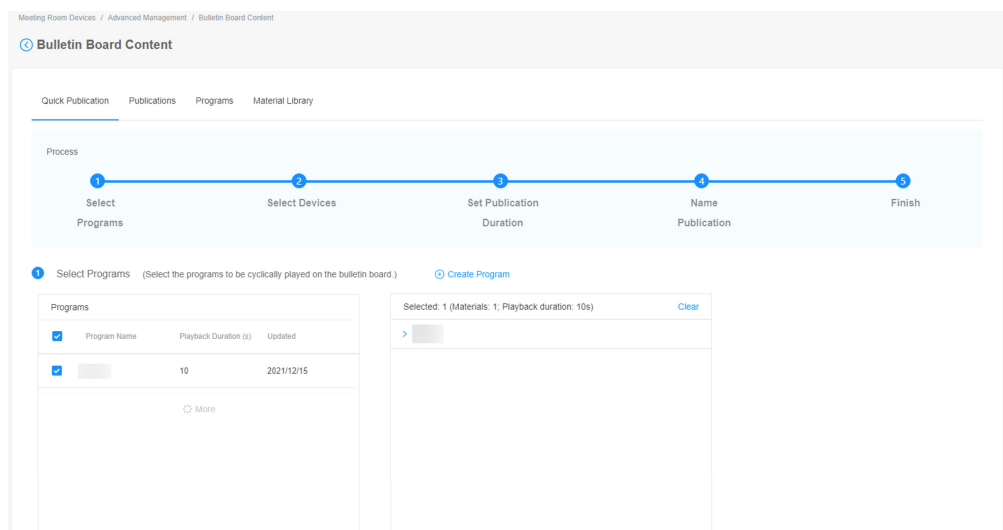 Meeting Room Devices / Advanced Management / Bulletin Board Content
Bulletin Board Content
Quick Publication Publications Programs Material Library
Process
1 2 3 4 5
Select Programs
Select Devices
Set Publication Duration
Name Publication
Finish
1 Select Programs (Select the programs to be cyclically played on the bulletin board.) Create Program
Programs
Program Name Playback Duration (s) Updated
10 2021/12/15
More
Selected: 1 (Materials: 1; Playback duration: 10s) Clear